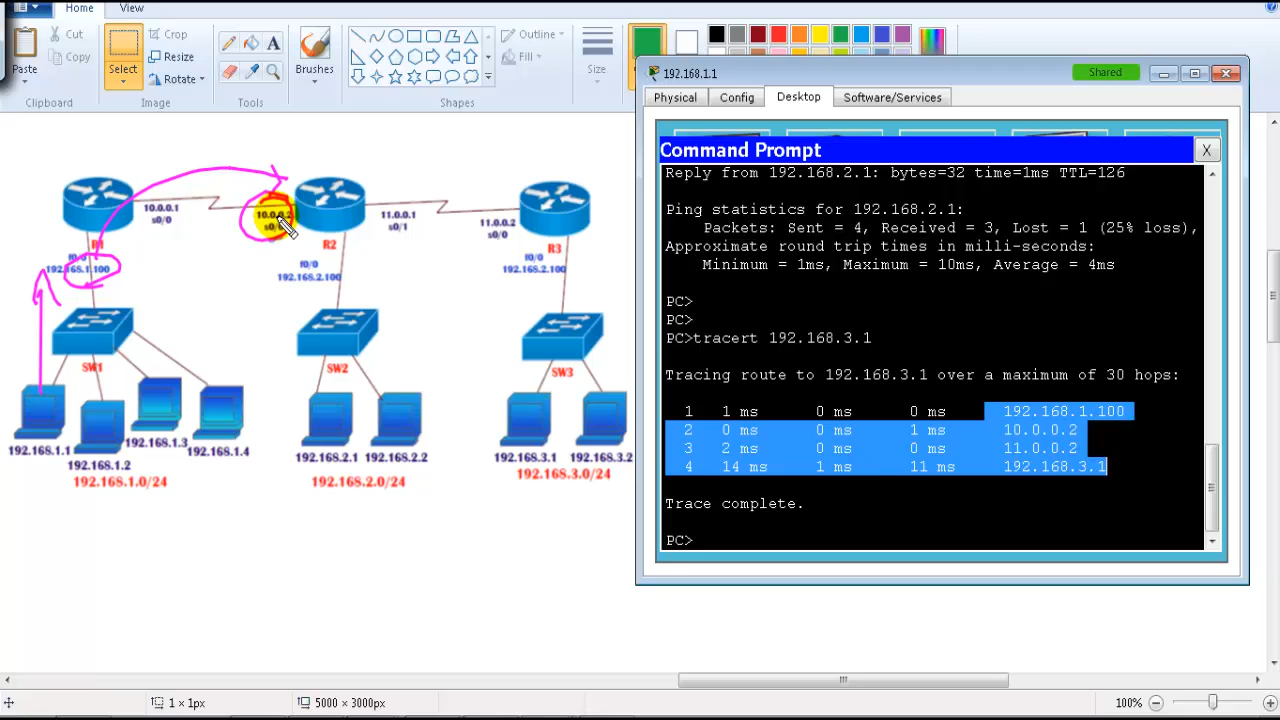 Home View
Paste
Cut
Copy
Clipboard
Select
Crop
Resize
Rotate
Image
Tools
Brushes
Shapes
Outline
Fill
Size
192.168.1.1
Shared
Physical Config Desktop Software/Services
Command Prompt X
Reply from 192.168.2.1: bytes=32 time=1ms TTL=126
Ping statistics for 192.168.2.1:
Packets: Sent = 4, Received = 3, Lost = 1 (25% loss),
Approximate round trip times in milli-seconds:
Minimum = 1ms, Maximum = 10ms, Average = 4ms
PC>
PC>
PC>tracert 192.168.3.1
Tracing route to 192.168.3.1 over a maximum of 30 hops:
1 1 ms 0 ms 0 ms 192.168.1.100
2 0 ms 0 ms 1 ms 10.0.0.2
3 2 ms 0 ms 0 ms 11.0.0.2
4 14 ms 1 ms 11 ms 192.168.3.1
Trace complete.
PC>
10.0.0.1
s0/0
10.0.0.2
11.0.0.1
s0/1
11.0.0.2
s0/0
R1
R2
R3
f0/0
192.168.1.100
f0/0
192.168.2.100
f0/0
192.168.2.100
SW1
SW2
SW3
192.168.1.1
192.168.1.2
192.168.1.3
192.168.1.4
192.168.2.1 192.168.2.2
192.168.3.1 192.168.3.2
192.168.1.0/24
192.168.2.0/24
192.168.3.0/24
1 × 1px
5000 × 3000px
100%